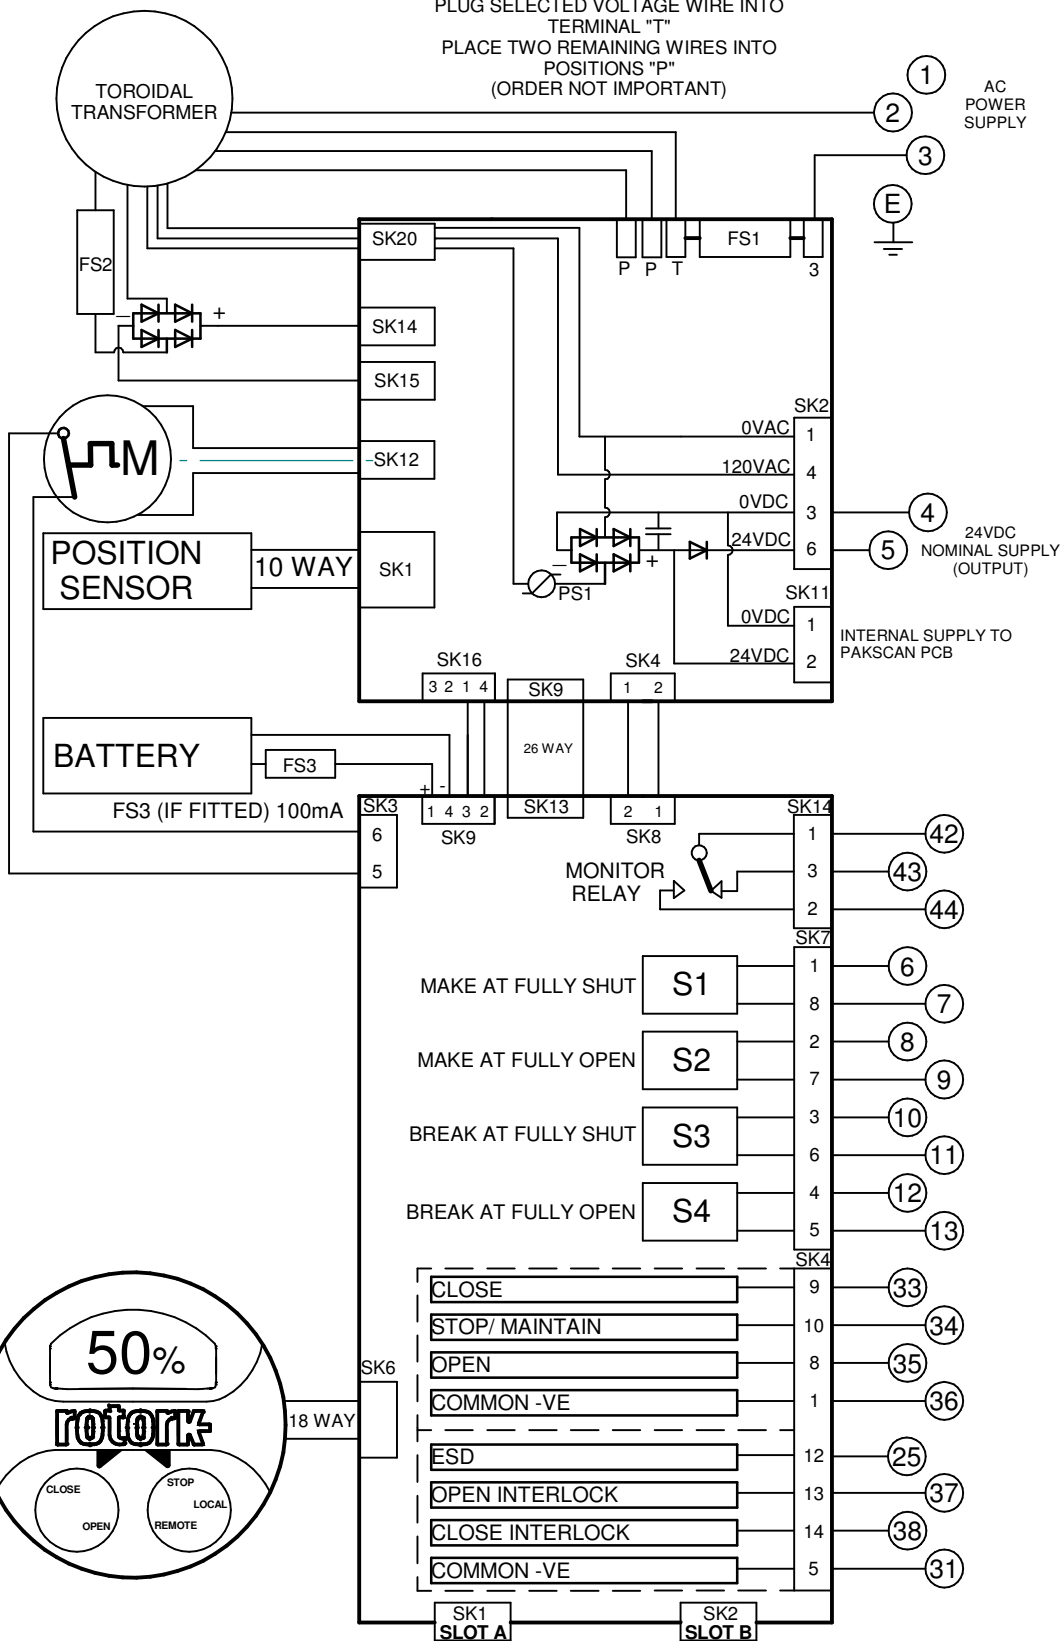 PLUG SELECTED VOLTAGE WIRE INTO
TERMINAL "T"
PLACE TWO REMAINING WIRES INTO
POSITIONS "P"
(ORDER NOT IMPORTANT)
TOROIDAL
TRANSFORMER
1
2
3
E
AC
POWER
SUPPLY
SK20
FS2
FS1
P P T
3
- +
SK14
SK15
SK2
M
SK12
0VAC 1
120VAC 4
0VDC 3
24VDC 6
4
5
24VDC
NOMINAL SUPPLY
(OUTPUT)
POSITION
SENSOR
10 WAY
SK1
- +
PS1
SK11
0VDC 1
24VDC 2
INTERNAL SUPPLY TO
PAKSCAN PCB
SK16
3 2 1 4
SK9
SK4
1 2
BATTERY
FS3
26 WAY
FS3 (IF FITTED) 100mA
+ -
SK3
6
5
1 4 3 2
SK9
SK13
2 1
SK8
SK14
MONITOR
RELAY
1 42
3 43
2 44
SK7
MAKE AT FULLY SHUT S1
1 6
8 7
MAKE AT FULLY OPEN S2
2 8
7 9
BREAK AT FULLY SHUT S3
3 10
6 11
BREAK AT FULLY OPEN S4
4 12
5 13
SK4
CLOSE 9 33
STOP/ MAINTAIN 10 34
OPEN 8 35
COMMON -VE 1 36
ESD 12 25
OPEN INTERLOCK 13 37
CLOSE INTERLOCK 14 38
COMMON -VE 5 31
50%
rotork
CLOSE
OPEN
STOP
LOCAL
REMOTE
18 WAY
SK6
SK1
SLOT A
SK2
SLOT B